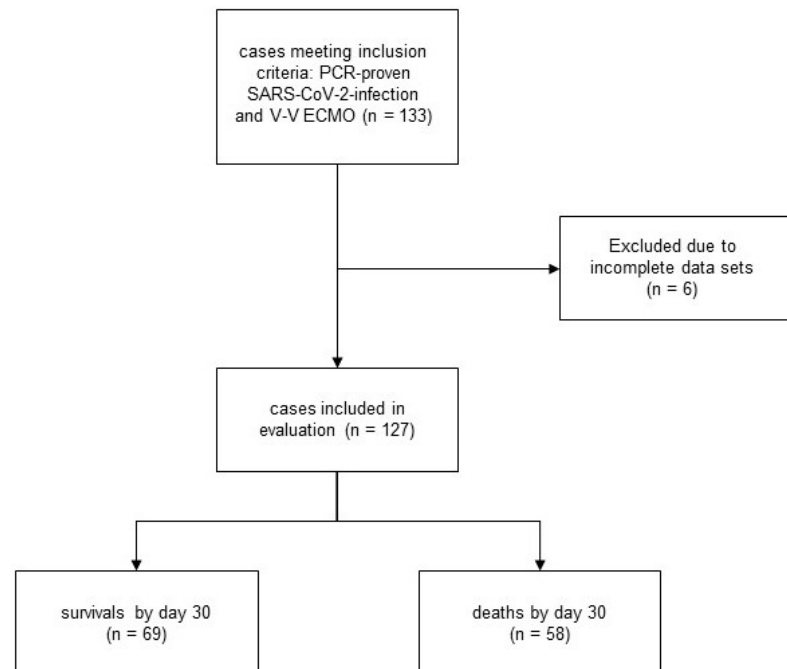 cases meeting inclusion
criteria: PCR-proven
SARS-CoV-2-infection
and V-V ECMO (n = 133)
Excluded due to
incomplete data sets
(n = 6)
cases included in
evaluation (n = 127)
survivals by day 30
(n = 69)
deaths by day 30
(n = 58)